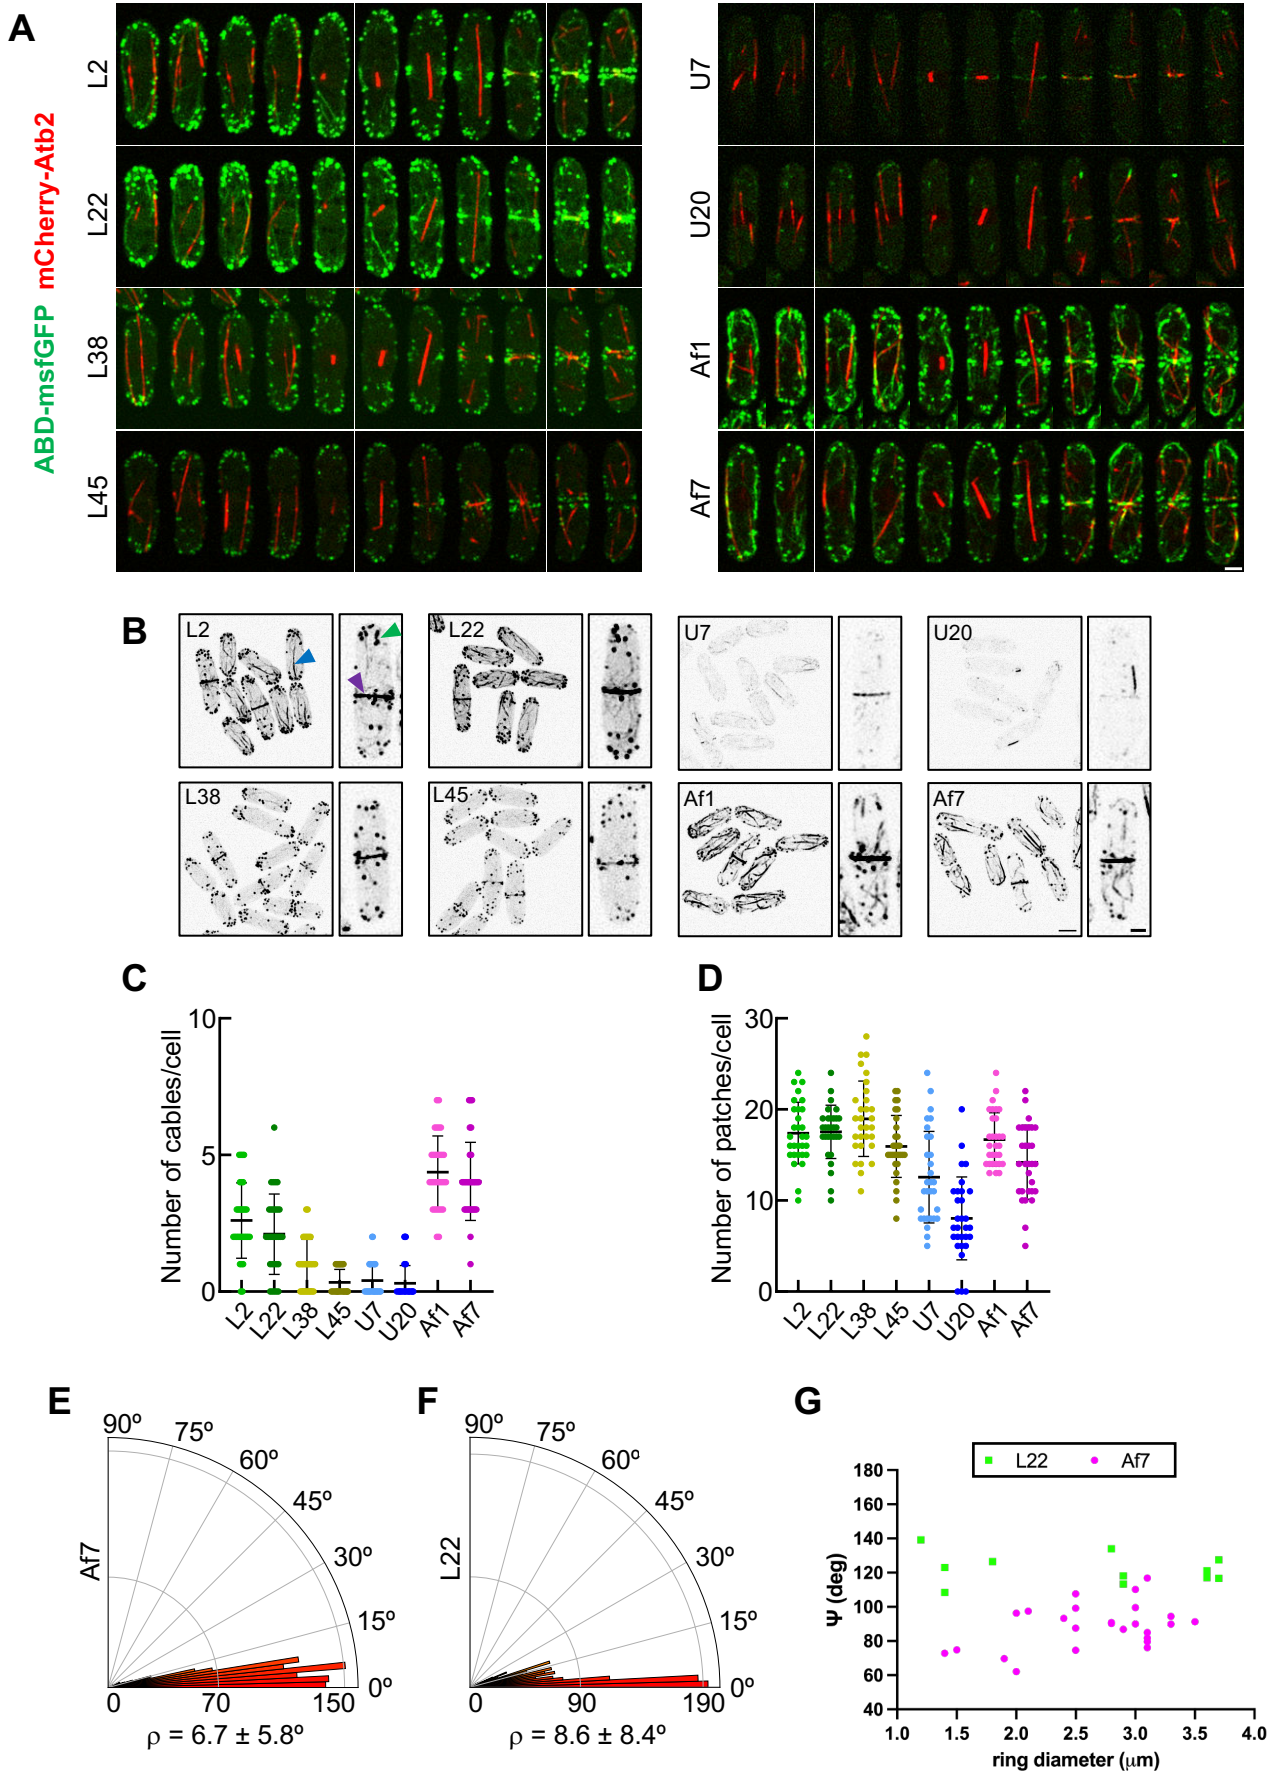 A
ABD-msfGFP mCherry-Atb2
L2
L22
L38
L45
U7
U20
Af1
Af7
B
L2
L22
U7
U20
L38
L45
Af1
Af7
C
Number of cables/cell
10
5
0
L2 L22 L38 L45 U7 U20 Af1 Af7
D
Number of patches/cell
30
20
10
0
L2 L22 L38 L45 U7 U20 Af1 Af7
E
Af7
90º
75º
60º
45º
30º
15º
0º
0 70 150
ρ = 6.7 ± 5.8º
F
L22
90º
75º
60º
45º
30º
15º
0º
0 90 190
ρ = 8.6 ± 8.4º
G
L22 Af7
Ψ (deg)
180
160
140
120
100
80
60
40
1.0 1.5 2.0 2.5 3.0 3.5 4.0
ring diameter (μm)